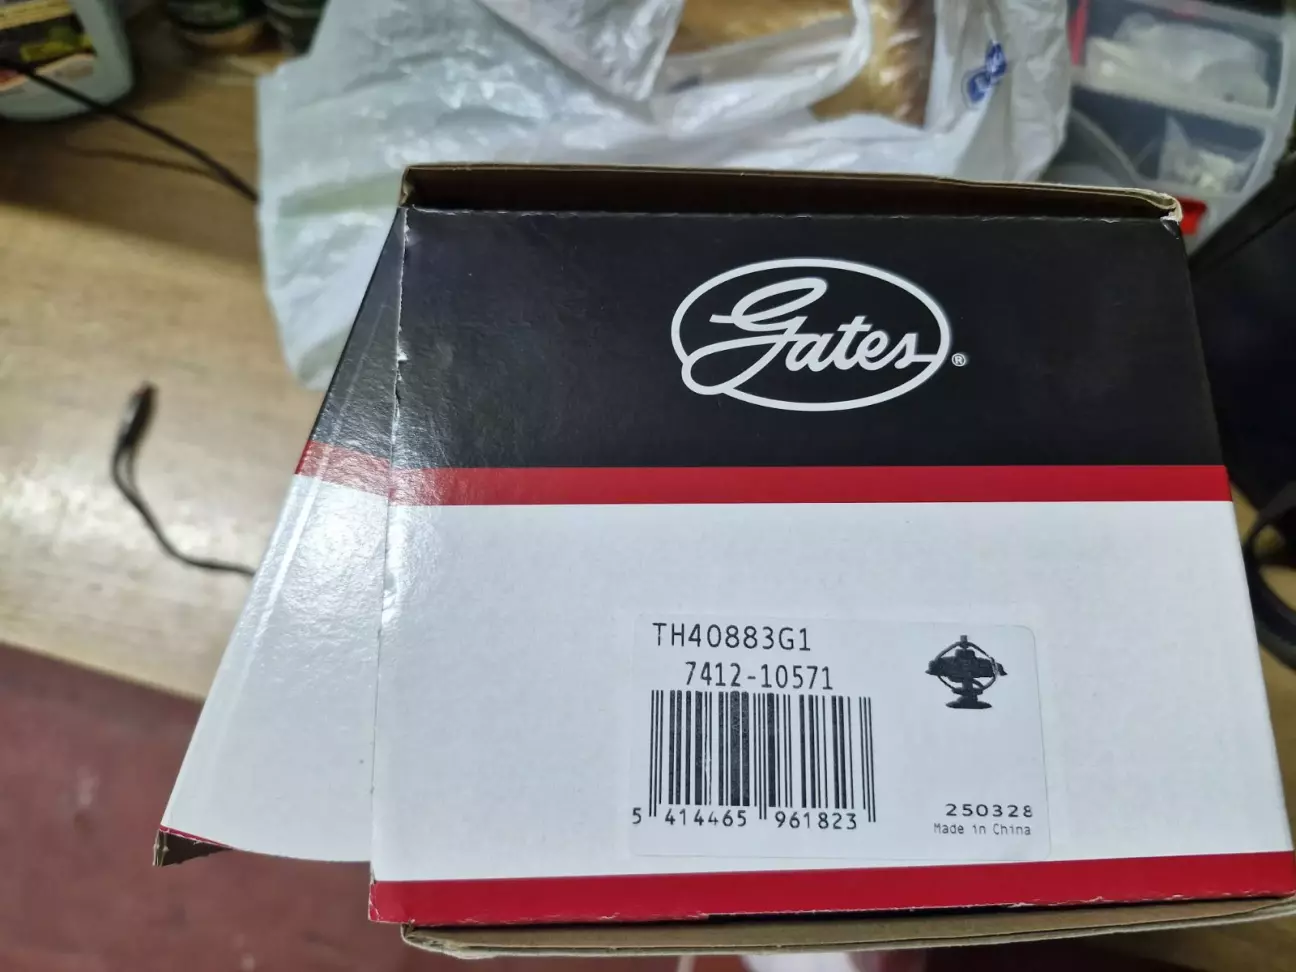 Gates®
TH40883G1
7412-10571
5 414465 961823
250328
Made in China